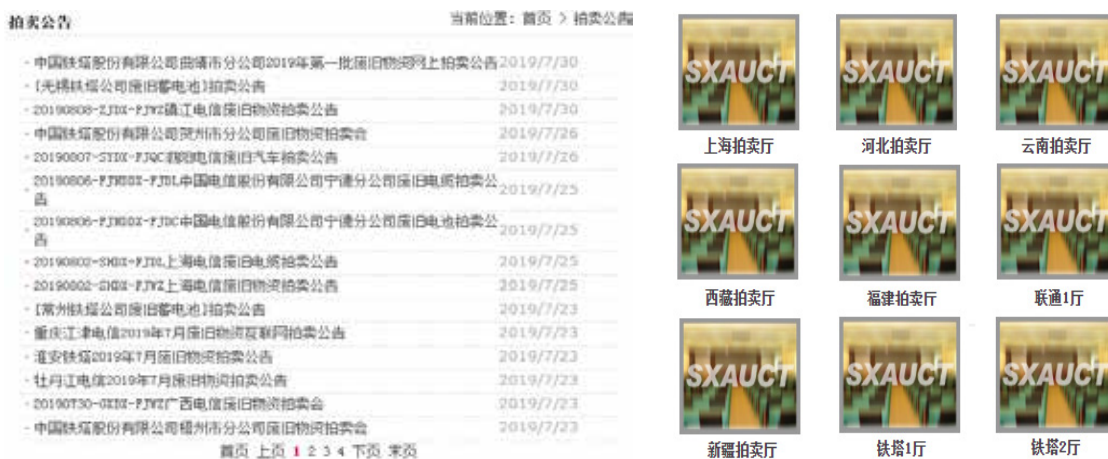 拍卖公告
当前位置：首页 > 拍卖公告
· 中国铁塔股份有限公司曲靖市分公司2019年第一批废旧物资网上拍卖公告 2019/7/30
· [无锡铁塔公司废旧蓄电池]拍卖公告 2019/7/30
· 20190808-ZJDX-FJWZ镇江电信废旧物资拍卖公告 2019/7/30
· 中国铁塔股份有限公司贺州市分公司废旧物资拍卖会 2019/7/26
· 20190807-SYDX-FJQC邵阳电信废旧汽车拍卖公告 2019/7/26
· 20190806-FJNDDX-FJDL中国电信股份有限公司宁德分公司废旧电缆拍卖公
告 2019/7/25
· 20190806-FJNDDX-FJDC中国电信股份有限公司宁德分公司废旧电池拍卖公
告 2019/7/25
· 20190802-SHDX-FJDL上海电信废旧电缆拍卖公告 2019/7/25
· 20190802-SHDX-FJWZ上海电信废旧物资拍卖公告 2019/7/25
· [常州铁塔公司废旧蓄电池]拍卖公告 2019/7/23
· 重庆江津电信2019年7月废旧物资互联网拍卖公告 2019/7/23
· 淮安铁塔2019年7月废旧物资拍卖公告 2019/7/23
· 牡丹江电信2019年7月废旧物资拍卖公告 2019/7/23
· 20190730-GXDX-FJWZ广西电信废旧物资拍卖会 2019/7/23
· 中国铁塔股份有限公司梧州市分公司废旧物资拍卖会 2019/7/23
首页 上页 1 2 3 4 下页 末页
SXAUCT SXAUCT SXAUCT
上海拍卖厅 河北拍卖厅 云南拍卖厅
SXAUCT SXAUCT SXAUCT
西藏拍卖厅 福建拍卖厅 联通1厅
SXAUCT SXAUCT SXAUCT
新疆拍卖厅 铁塔1厅 铁塔2厅